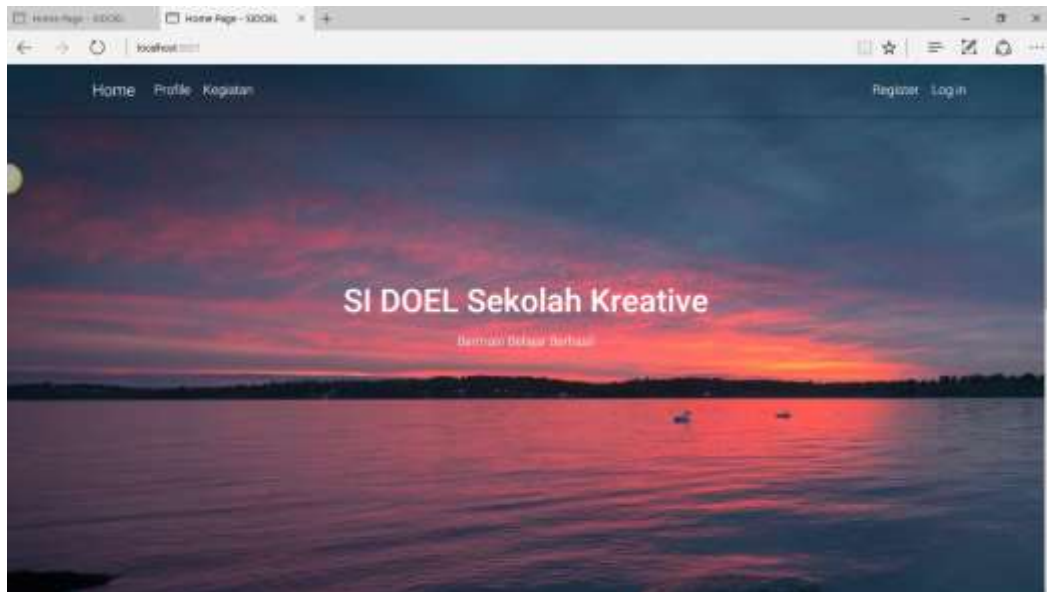 Home Page - SIDOEL
Home Page - SIDOEL
localhost
Home Profile Kegiatan
Register Log in
SI DOEL Sekolah Kreative
Bermain Belajar Berhasil